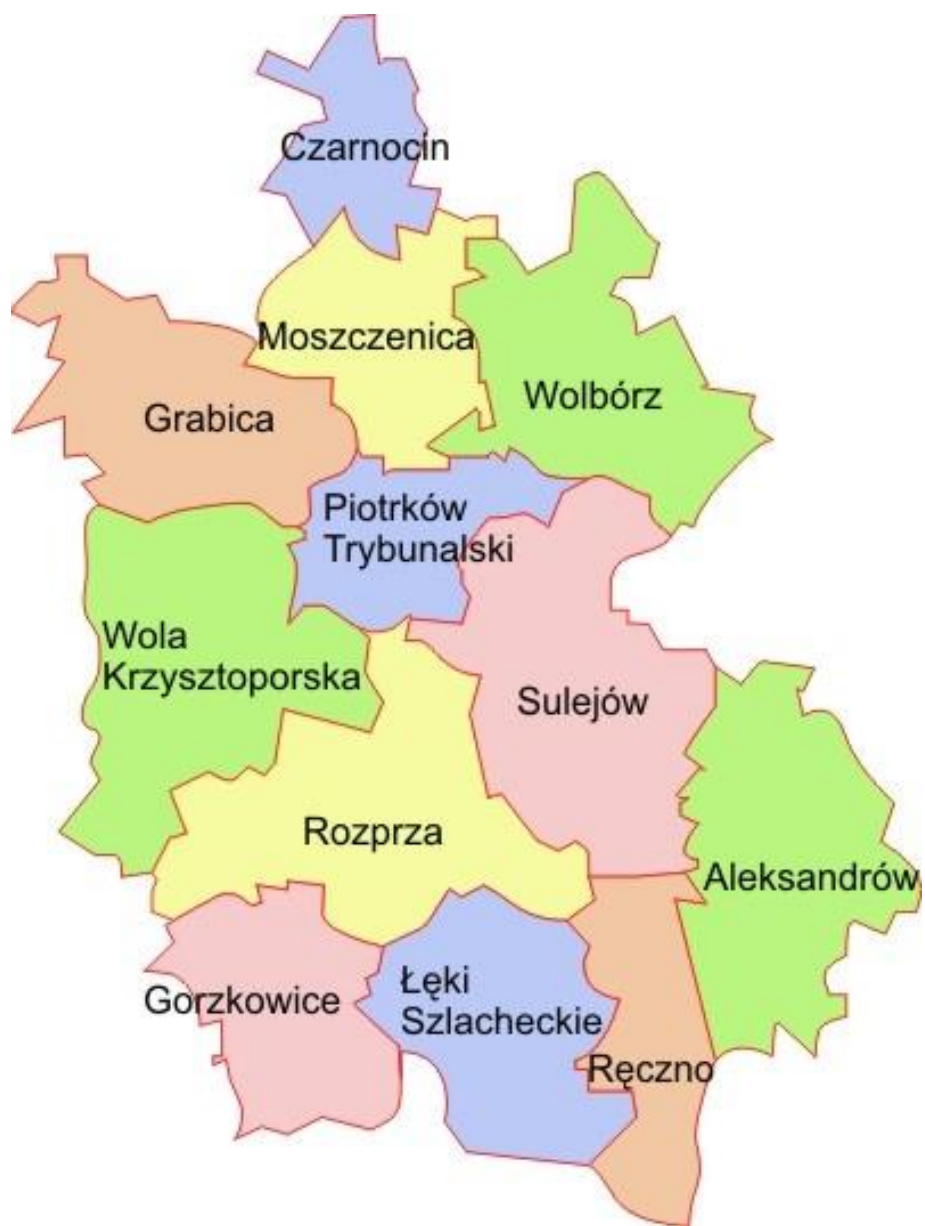 Czarnocin
Moszczenica
Wolbórz
Grabica
Piotrków
Trybunalski
Wola
Krzysztoporska
Sulejów
Rozprza
Aleksandrów
Łęki
Szlacheckie
Gorzkowice
Ręczno